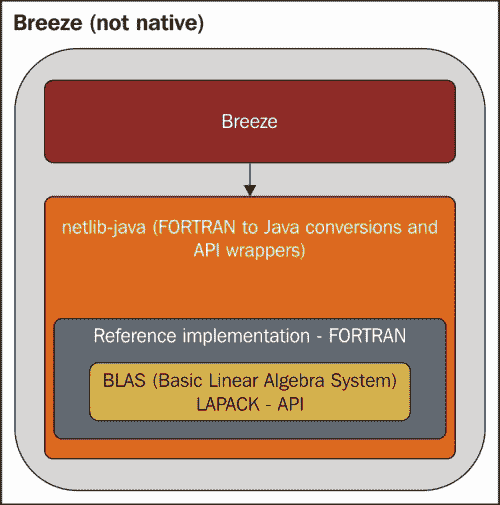 Breeze (not native)
Breeze
netlib-java (FORTRAN to Java conversions and
API wrappers)
Reference implementation - FORTRAN
BLAS (Basic Linear Algebra System)
LAPACK - API